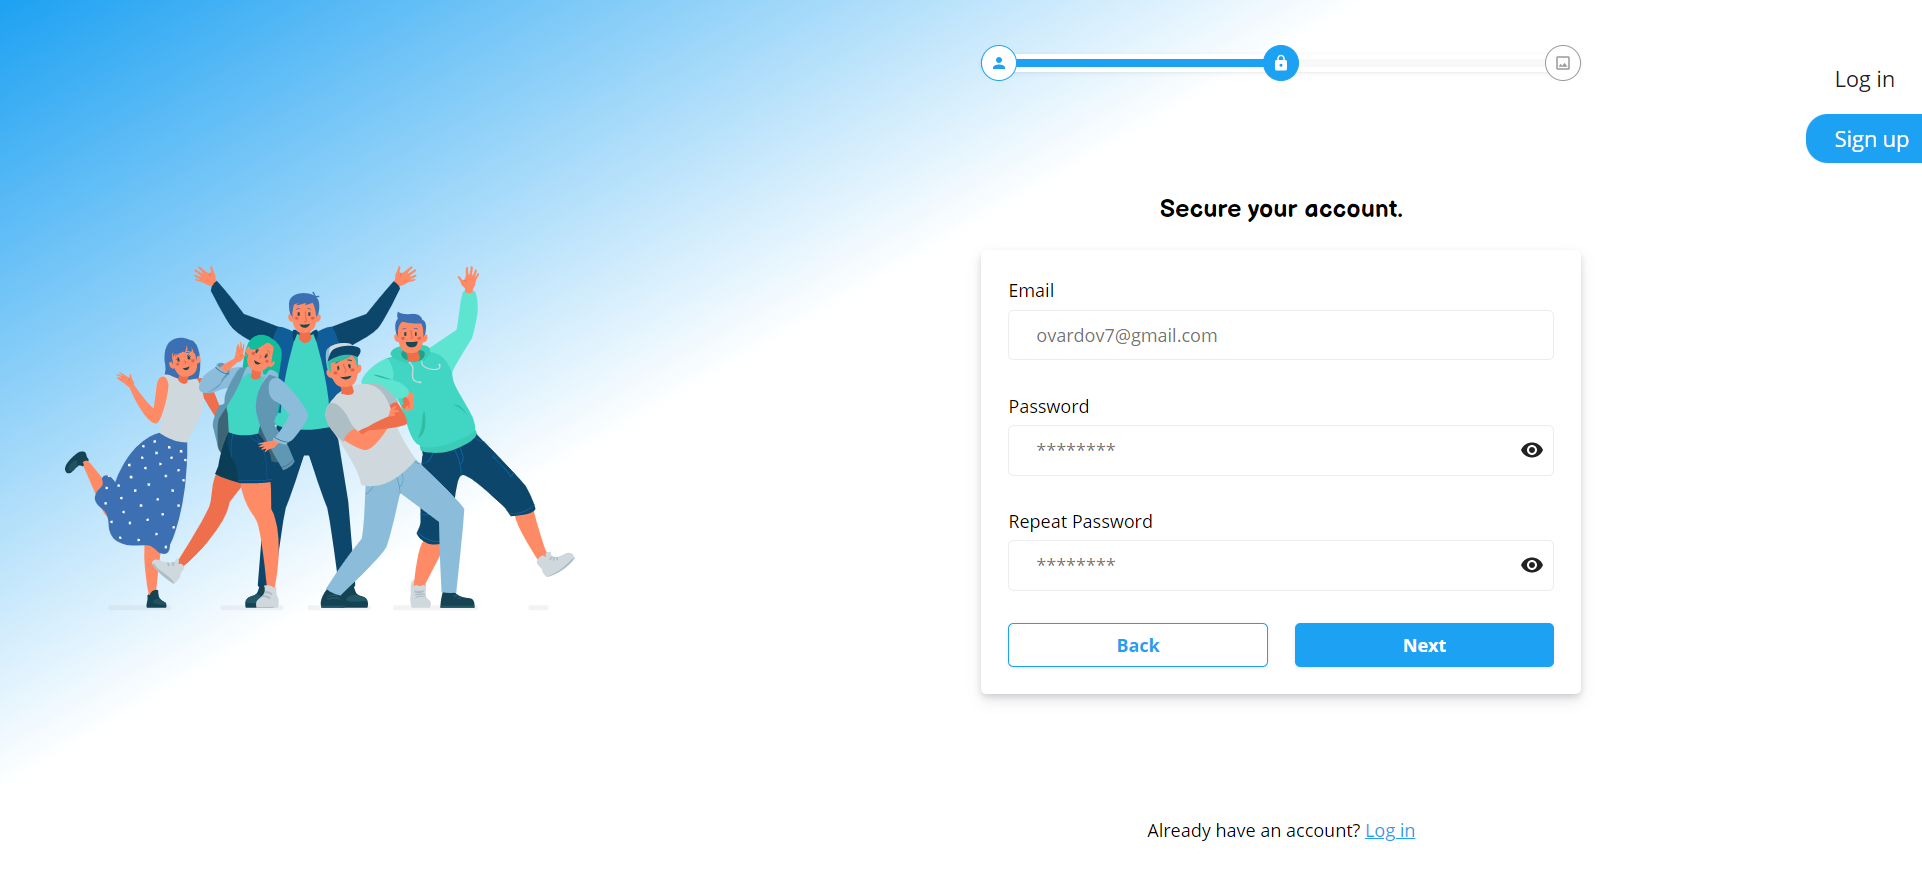 Log in
Sign up
Secure your account.
Email
ovardov7@gmail.com
Password
********
Repeat Password
********
Back Next
Already have an account? Log in